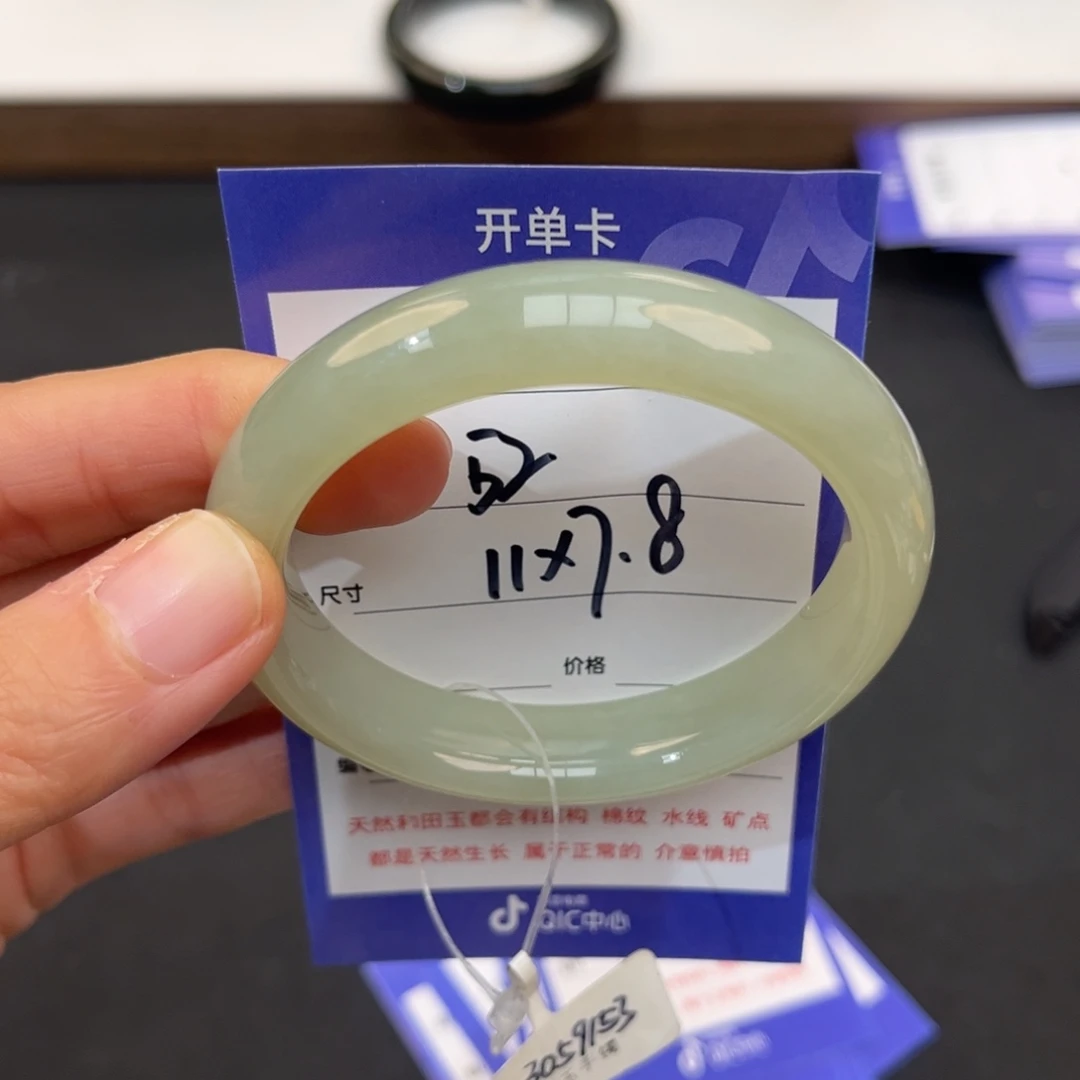 开单卡
52
11x7.8
尺寸
价格
天然和田玉都会有结构 棉纹 水线 矿点
都是天然生长 属于正常的 介意慎拍
QIC中心
3059153
手镯